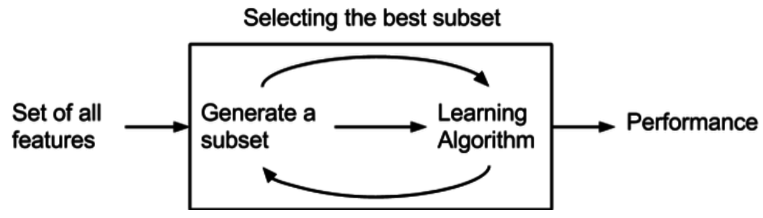 Selecting the best subset
Set of all
features
Generate a
subset
Learning
Algorithm
Performance